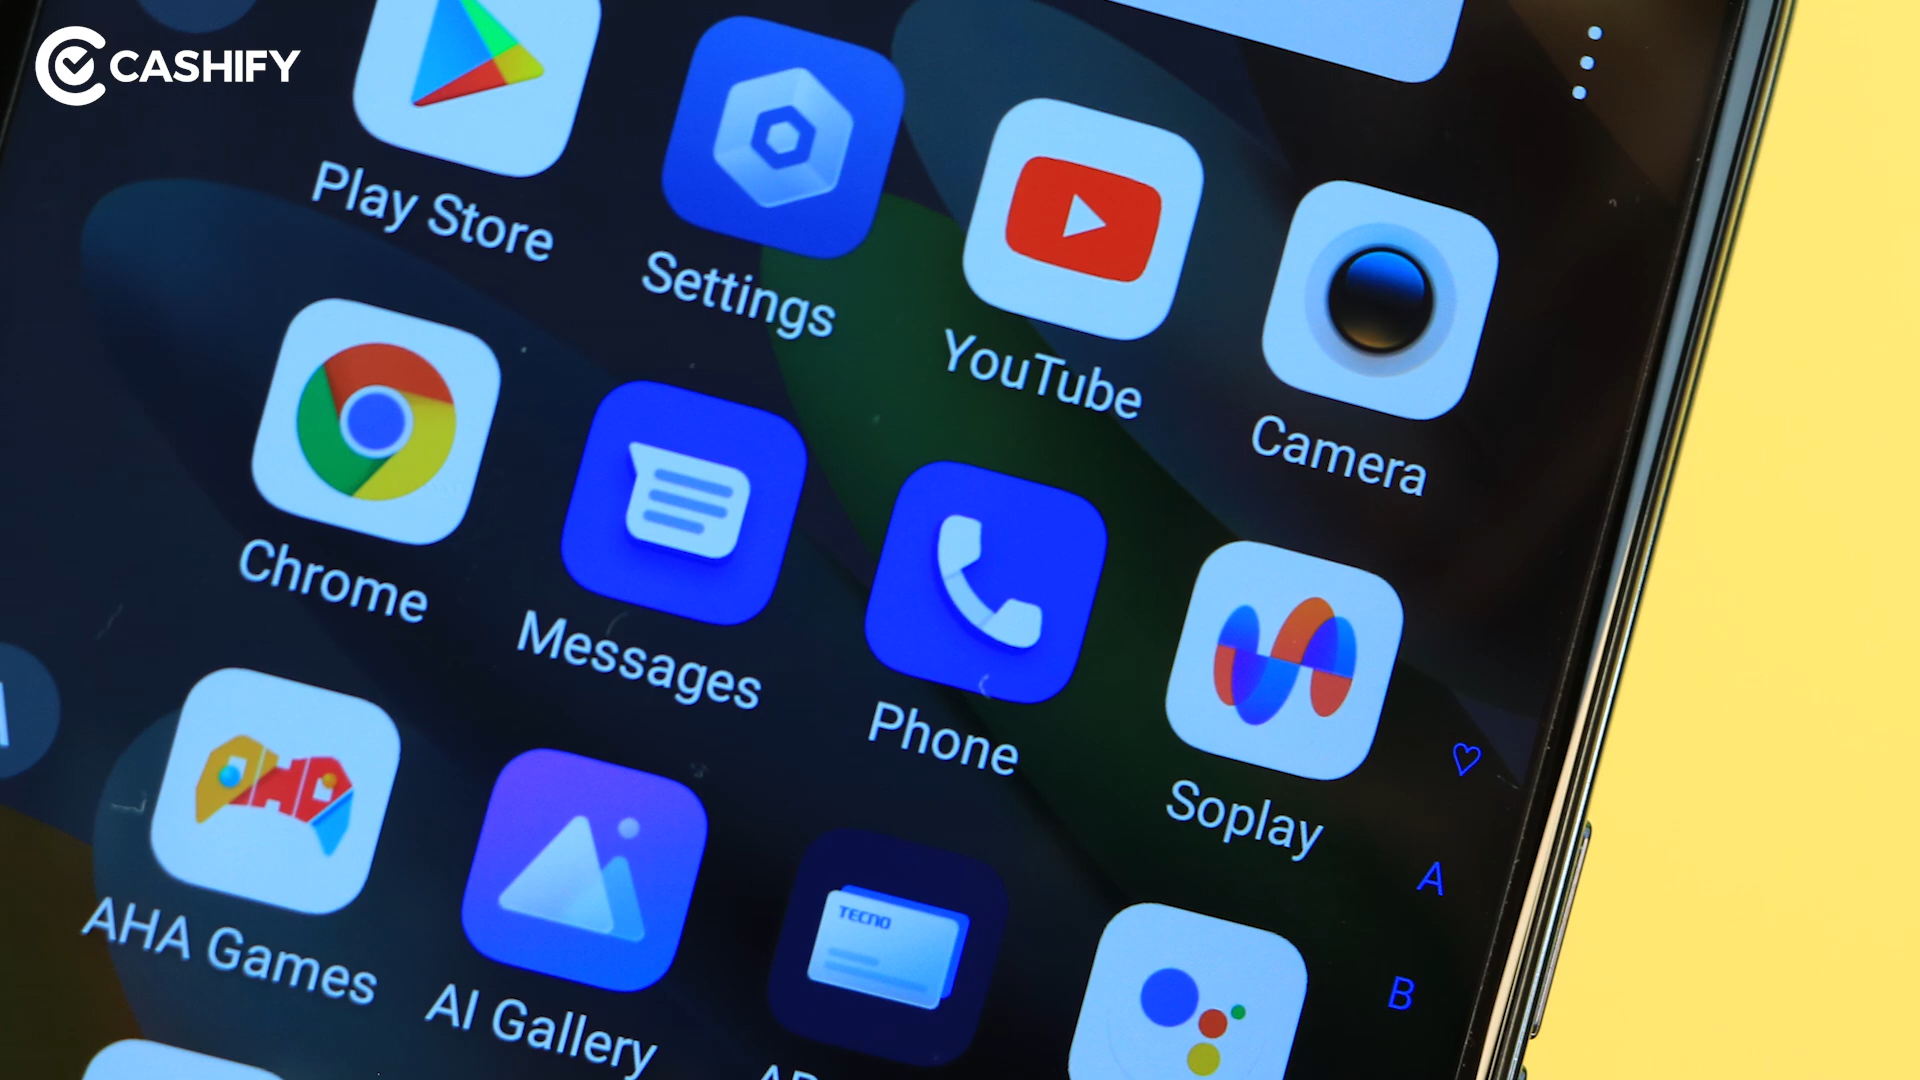 CASHIFY
Play Store
Settings
YouTube
Camera
Chrome
Messages
Phone
Soplay
AHA Games
AI Gallery
TECNO
A
B